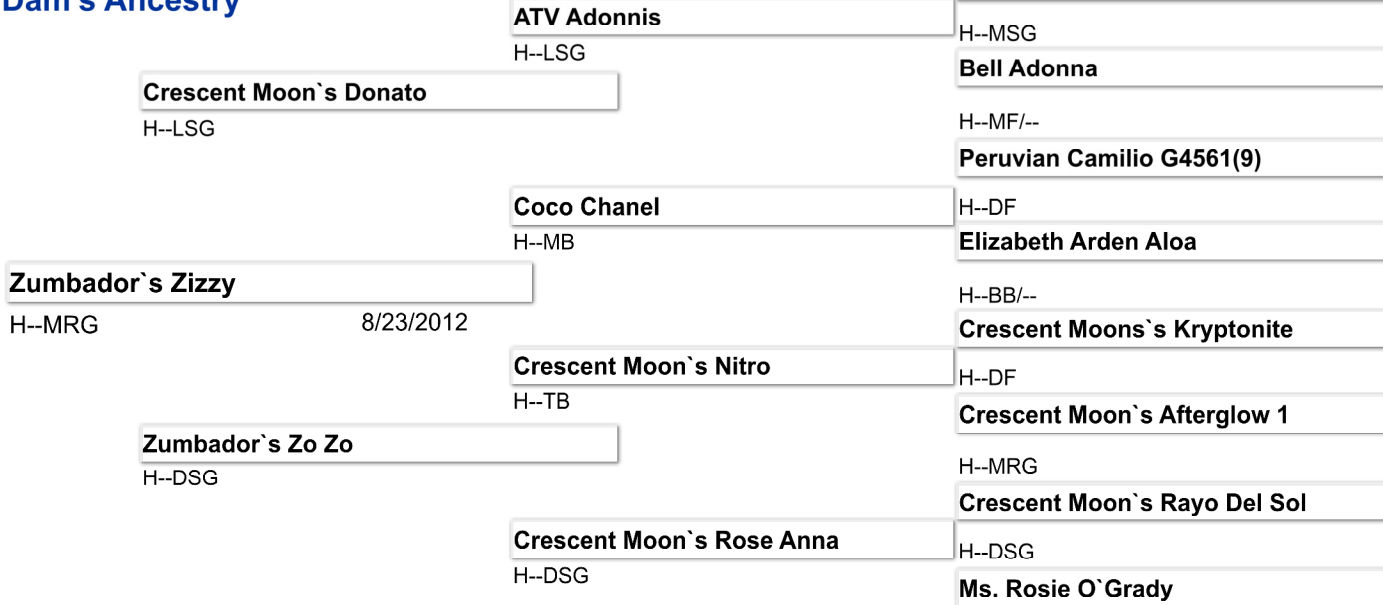 Dam's Ancestry
ATV Adonnis
H--LSG
H--MSG
Bell Adonna
Crescent Moon`s Donato
H--LSG
H--MF/--
Peruvian Camilio G4561(9)
Coco Chanel
H--MB
H--DF
Elizabeth Arden Aloa
Zumbador`s Zizzy
H--MRG 8/23/2012
H--BB/--
Crescent Moons`s Kryptonite
Crescent Moon`s Nitro
H--TB
H--DF
Crescent Moon`s Afterglow 1
Zumbador`s Zo Zo
H--DSG
H--MRG
Crescent Moon`s Rayo Del Sol
Crescent Moon`s Rose Anna
H--DSG
H--DSG
Ms. Rosie O`Grady